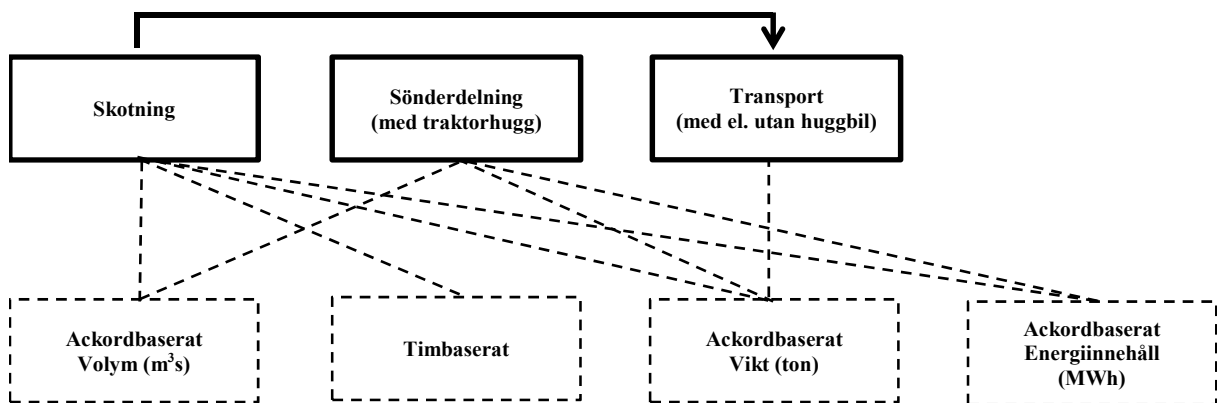 Skotning
Sönderdelning
(med traktorhugg)
Transport
(med el. utan huggbil)
Ackordbaserat
Volym (m³s)
Timbaserat
Ackordbaserat
Vikt (ton)
Ackordbaserat
Energiinnehåll
(MWh)